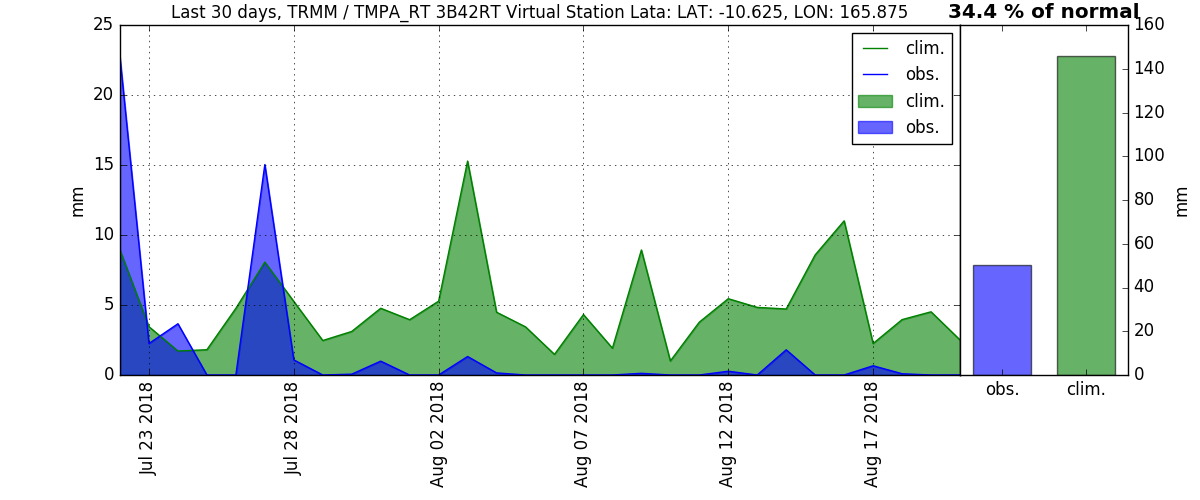 Last 30 days, TRMM / TMPA_RT 3B42RT Virtual Station Lata: LAT: -10.625, LON: 165.875
34.4 % of normal
25
20
15
10
5
0
mm
clim.
obs.
clim.
obs.
Jul 23 2018
Jul 28 2018
Aug 02 2018
Aug 07 2018
Aug 12 2018
Aug 17 2018
160
140
120
100
80
60
40
20
0
mm
obs.
clim.